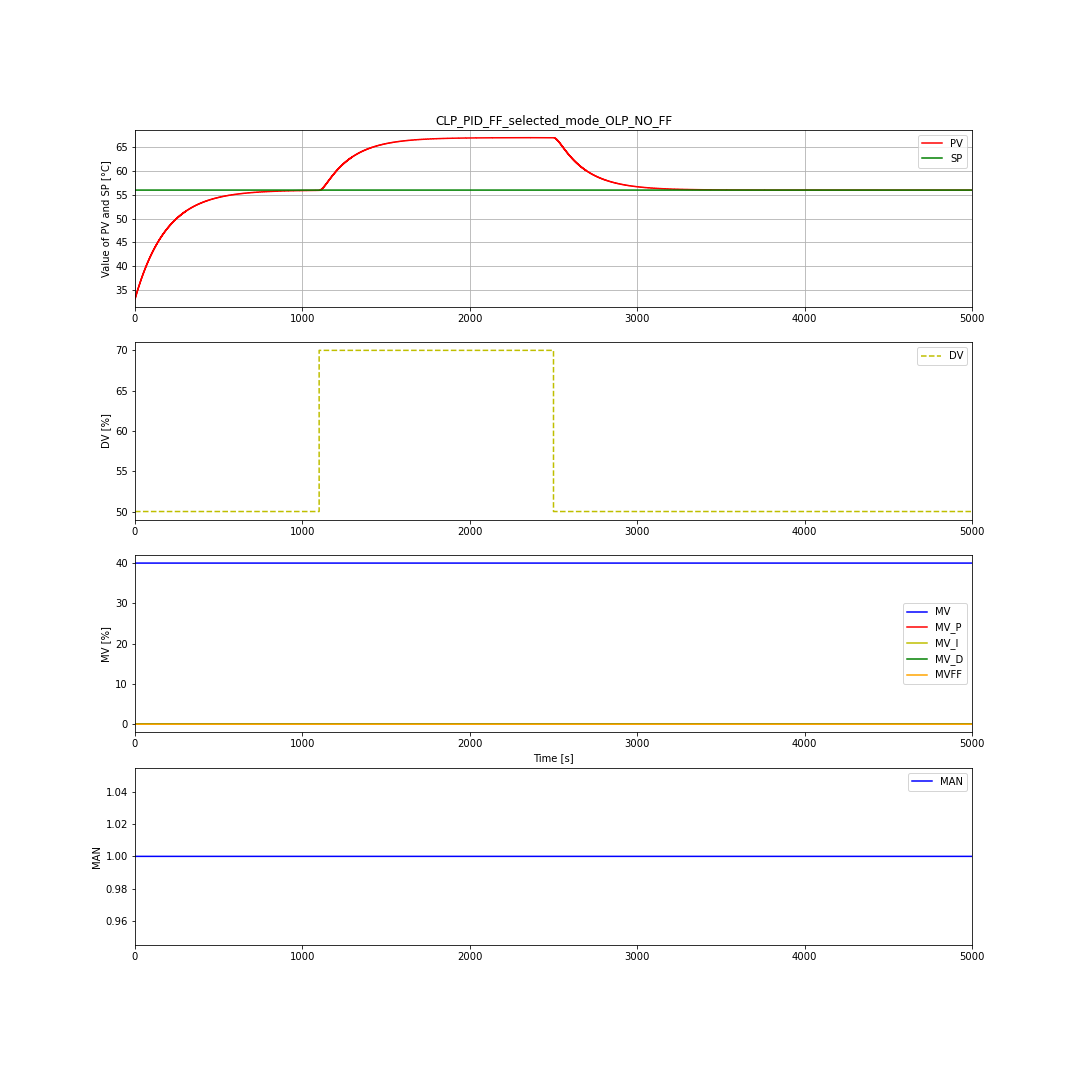 CLP_PID_FF_selected_mode_OLP_NO_FF
Value of PV and SP [°C]
65
60
55
50
45
40
35
PV
SP
0 1000 2000 3000 4000 5000
DV [%]
70
65
60
55
50
DV
0 1000 2000 3000 4000 5000
MV [%]
40
30
20
10
0
MV
MV_P
MV_I
MV_D
MVFF
0 1000 2000 3000 4000 5000
Time [s]
MAN
1.04
1.02
1.00
0.98
0.96
MAN
0 1000 2000 3000 4000 5000